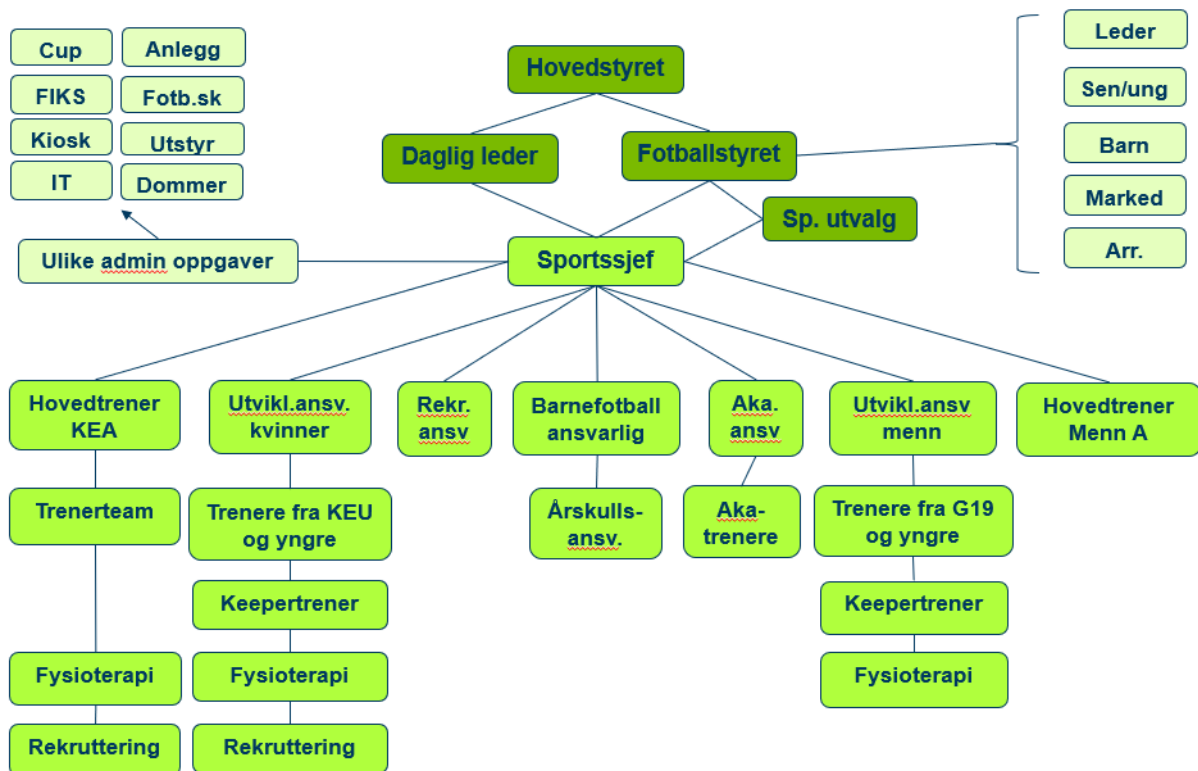 Cup
Anlegg
FIKS
Fotb.sk
Kiosk
Utstyr
IT
Dommer
Ulike admin oppgaver
Hovedstyret
Daglig leder
Fotballstyret
Sp. utvalg
Sportssjef
Leder
Sen/ung
Barn
Marked
Arr.
Hovedtrener
KEA
Utvikl.ansv.
kvinner
Rekr.
ansv
Barnefotball
ansvarlig
Aka.
ansv
Utvikl.ansv
menn
Hovedtrener
Menn A
Trenerteam
Trenere fra KEU
og yngre
Årskulls-
ansv.
Aka-
trenere
Trenere fra G19
og yngre
Keepertrener
Keepertrener
Fysioterapi
Fysioterapi
Fysioterapi
Rekruttering
Rekruttering